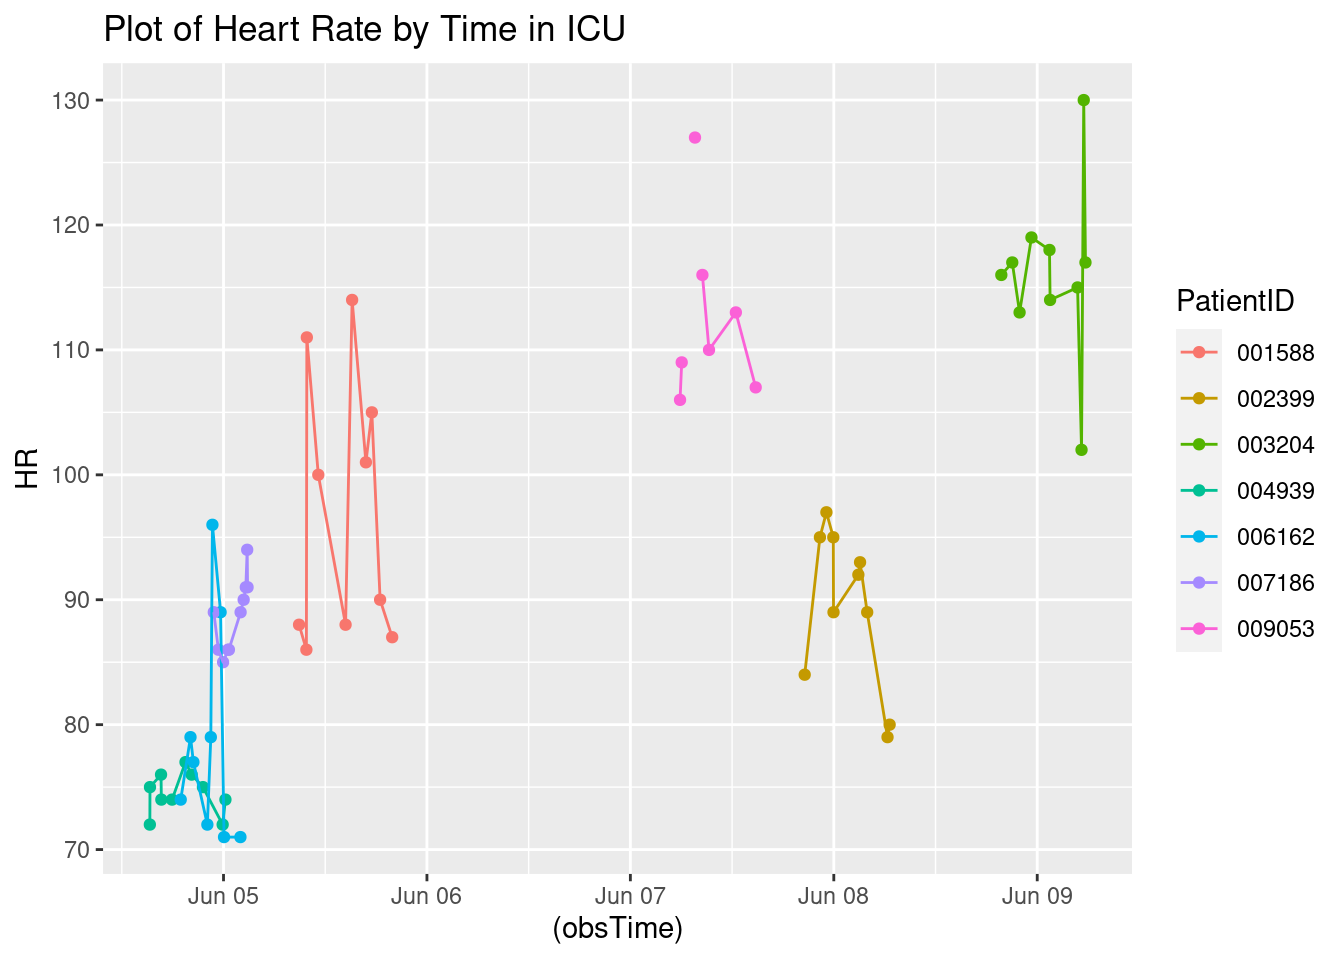 Plot of Heart Rate by Time in ICU
130
120
110
100
90
80
70
HR
Jun 05
Jun 06
Jun 07
Jun 08
Jun 09
(obsTime)
PatientID
001588
002399
003204
004939
006162
007186
009053